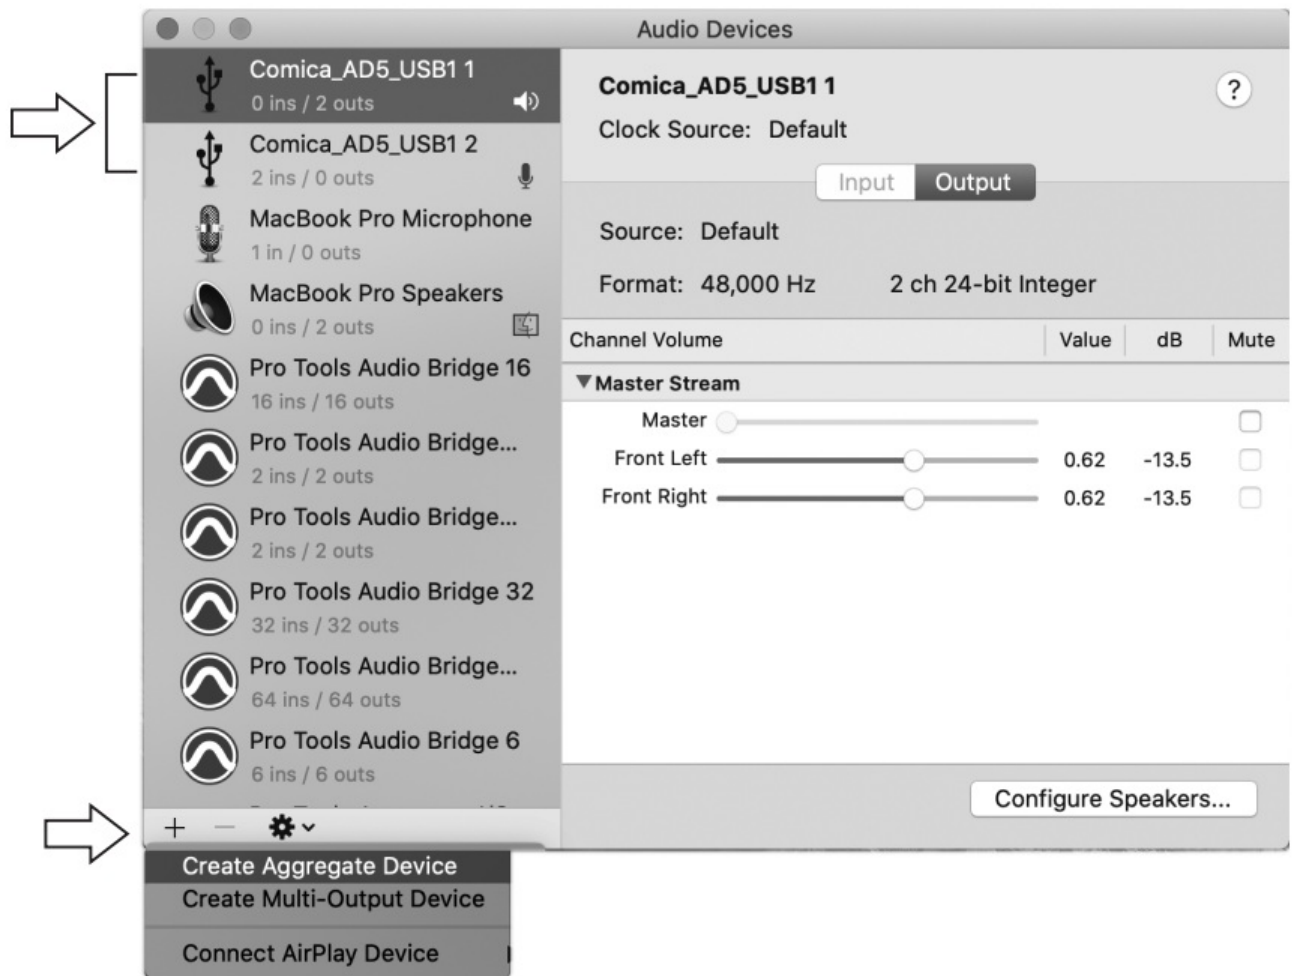 Audio Devices
Comica_AD5_USB1 1
0 ins / 2 outs
Comica_AD5_USB1 2
2 ins / 0 outs
MacBook Pro Microphone
1 in / 0 outs
MacBook Pro Speakers
0 ins / 2 outs
Pro Tools Audio Bridge 16
16 ins / 16 outs
Pro Tools Audio Bridge...
2 ins / 2 outs
Pro Tools Audio Bridge...
2 ins / 2 outs
Pro Tools Audio Bridge 32
32 ins / 32 outs
Pro Tools Audio Bridge...
64 ins / 64 outs
Pro Tools Audio Bridge 6
6 ins / 6 outs
Create Aggregate Device
Create Multi-Output Device
Connect AirPlay Device
Comica_AD5_USB1 1
?
Clock Source: Default
Input Output
Source: Default
Format: 48,000 Hz 2 ch 24-bit Integer
Channel Volume Value dB Mute
Master Stream
Master
Front Left 0.62 -13.5
Front Right 0.62 -13.5
Configure Speakers...